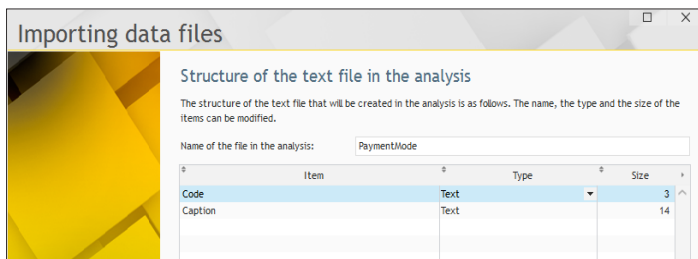 Importing data files
Structure of the text file in the analysis
The structure of the text file that will be created in the analysis is as follows. The name, the type and the size of the
items can be modified.
Name of the file in the analysis: PaymentMode
Item Type Size
Code Text 3
Caption Text 14